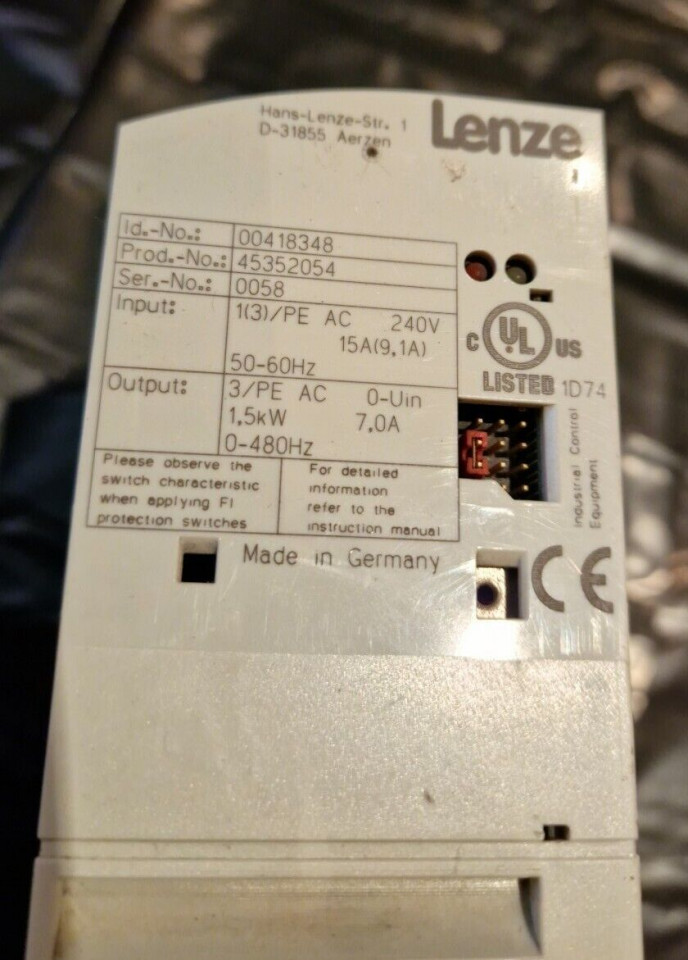 Hans-Lenze-Str. 1
D-31855 Aerzen
Lenze
Id.-No.: 00418348
Prod.-No.: 45352054
Ser.-No.: 0058
Input: 1(3)/PE AC 240V
15A(9,1A)
50-60Hz
Output: 3/PE AC 0-Uin
1,5kW 7,0A
0-480Hz
C UL US
LISTED 1D74
Industrial Control
Equipment
Please observe the
switch characteristic
when applying FI
protection switches
For detailed
information
refer to the
instruction manual
Made in Germany
CE